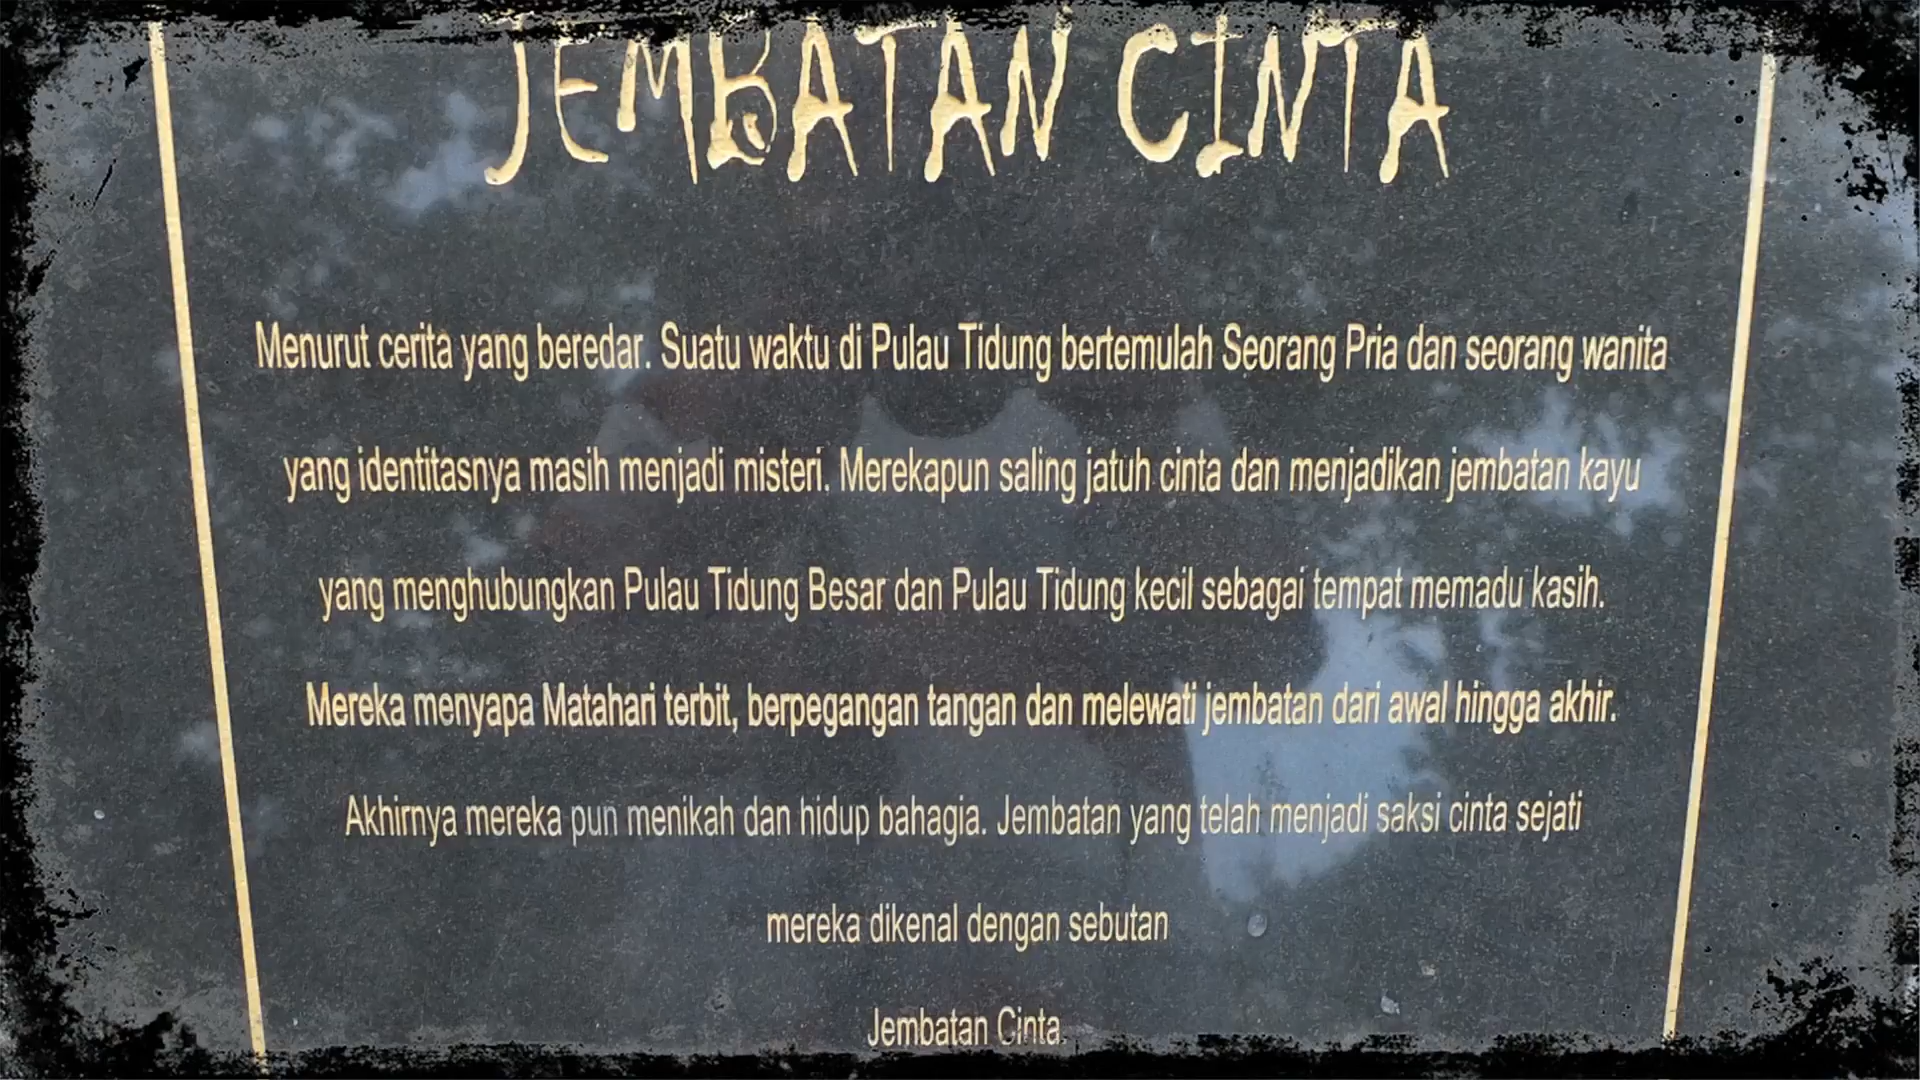 JEMBATAN CINTA
Menurut cerita yang beredar. Suatu waktu di Pulau Tidung bertemulah Seorang Pria dan seorang wanita
yang identitasnya masih menjadi misteri. Merekapun saling jatuh cinta dan menjadikan jembatan kayu
yang menghubungkan Pulau Tidung Besar dan Pulau Tidung kecil sebagai tempat memadu kasih.
Mereka menyapa Matahari terbit, berpegangan tangan dan melewati jembatan dari awal hingga akhir.
Akhirnya mereka pun menikah dan hidup bahagia. Jembatan yang telah menjadi saksi cinta sejati
mereka dikenal dengan sebutan
Jembatan Cinta